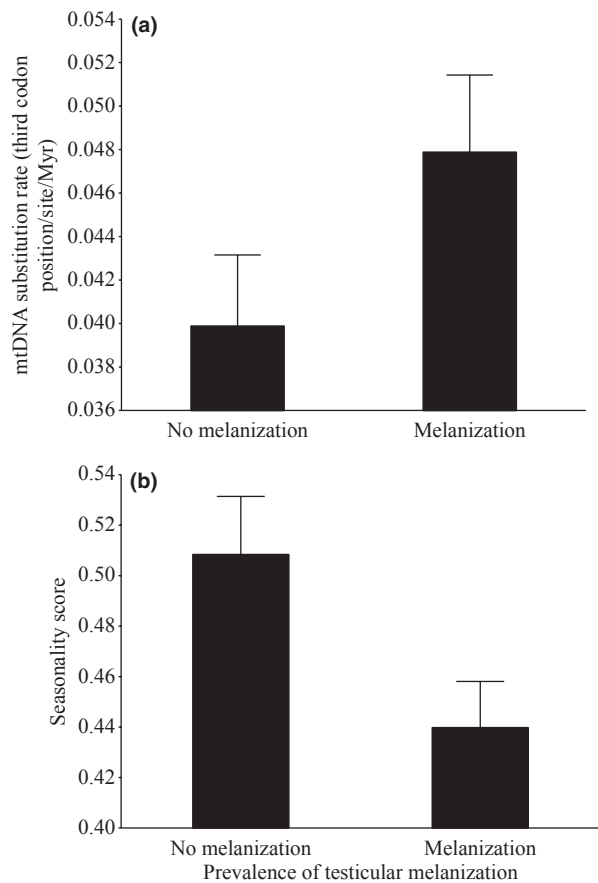 (a)
mtDNA substitution rate (third codon
position/site/Myr)
0.054
0.052
0.050
0.048
0.046
0.044
0.042
0.040
0.038
0.036
No melanization Melanization
(b)
Seasonality score
0.54
0.52
0.50
0.48
0.46
0.44
0.42
0.40
No melanization Melanization
Prevalence of testicular melanization